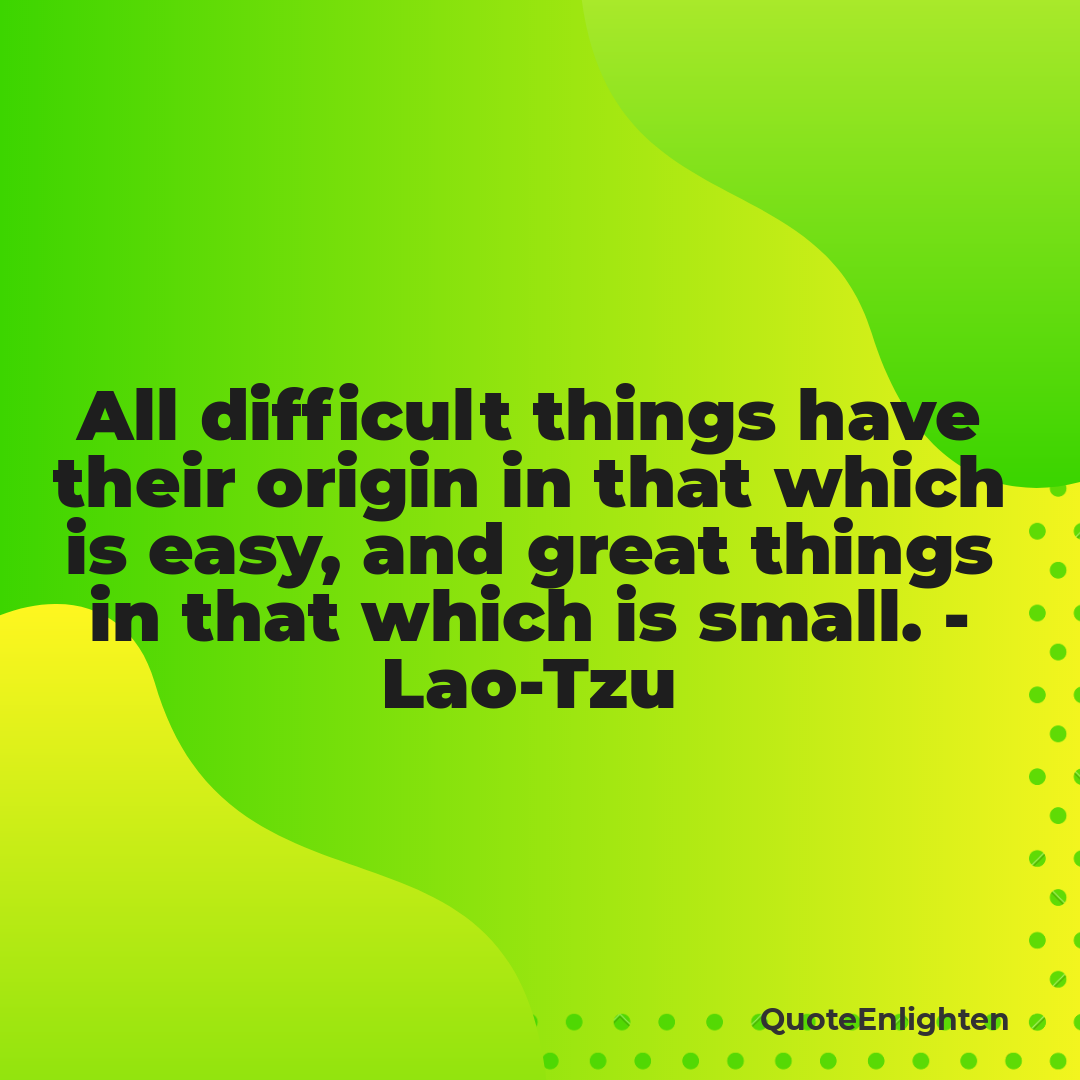 All difficult things have
their origin in that which
is easy, and great things
in that which is small. -
Lao-Tzu
QuoteEnlighten